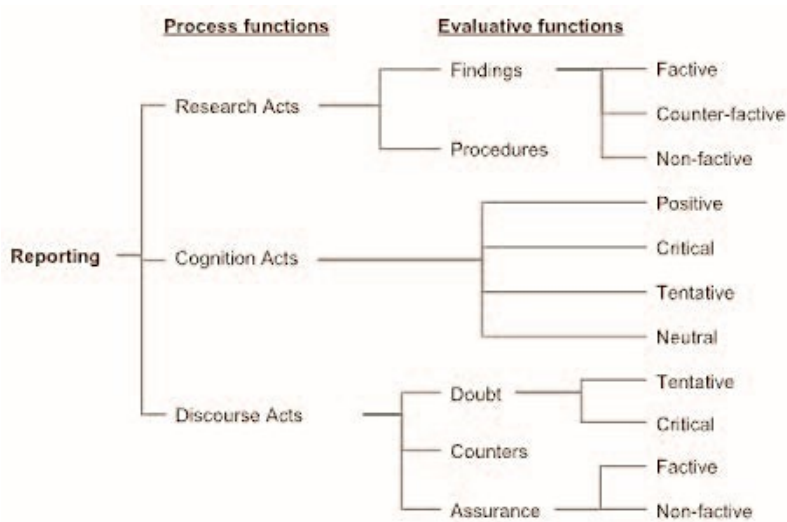 Process functions Evaluative functions
Findings Factive
Research Acts Counter-factive
Procedures Non-factive
Positive
Critical
Reporting Cognition Acts
Tentative
Neutral
Doubt Tentative
Discourse Acts Critical
Counters
Factive
Assurance Non-factive